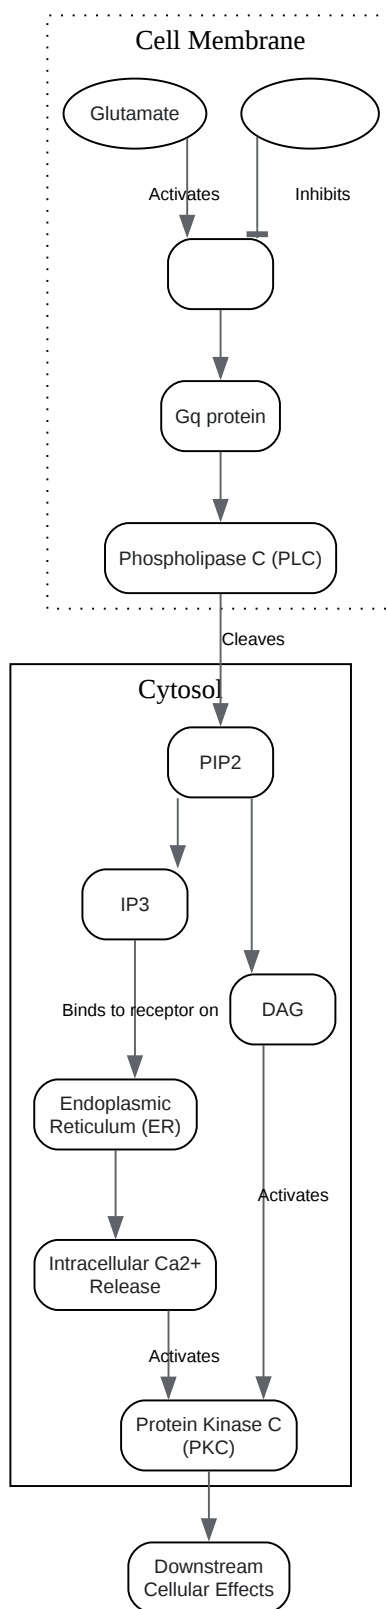 Cell Membrane
Glutamate
Activates
Inhibits
Gq protein
Phospholipase C (PLC)
Cleaves
Cytosol
PIP2
IP3
Binds to receptor on
DAG
Endoplasmic
Reticulum (ER)
Activates
Intracellular Ca2+
Release
Activates
Protein Kinase C
(PKC)
Downstream
Cellular Effects